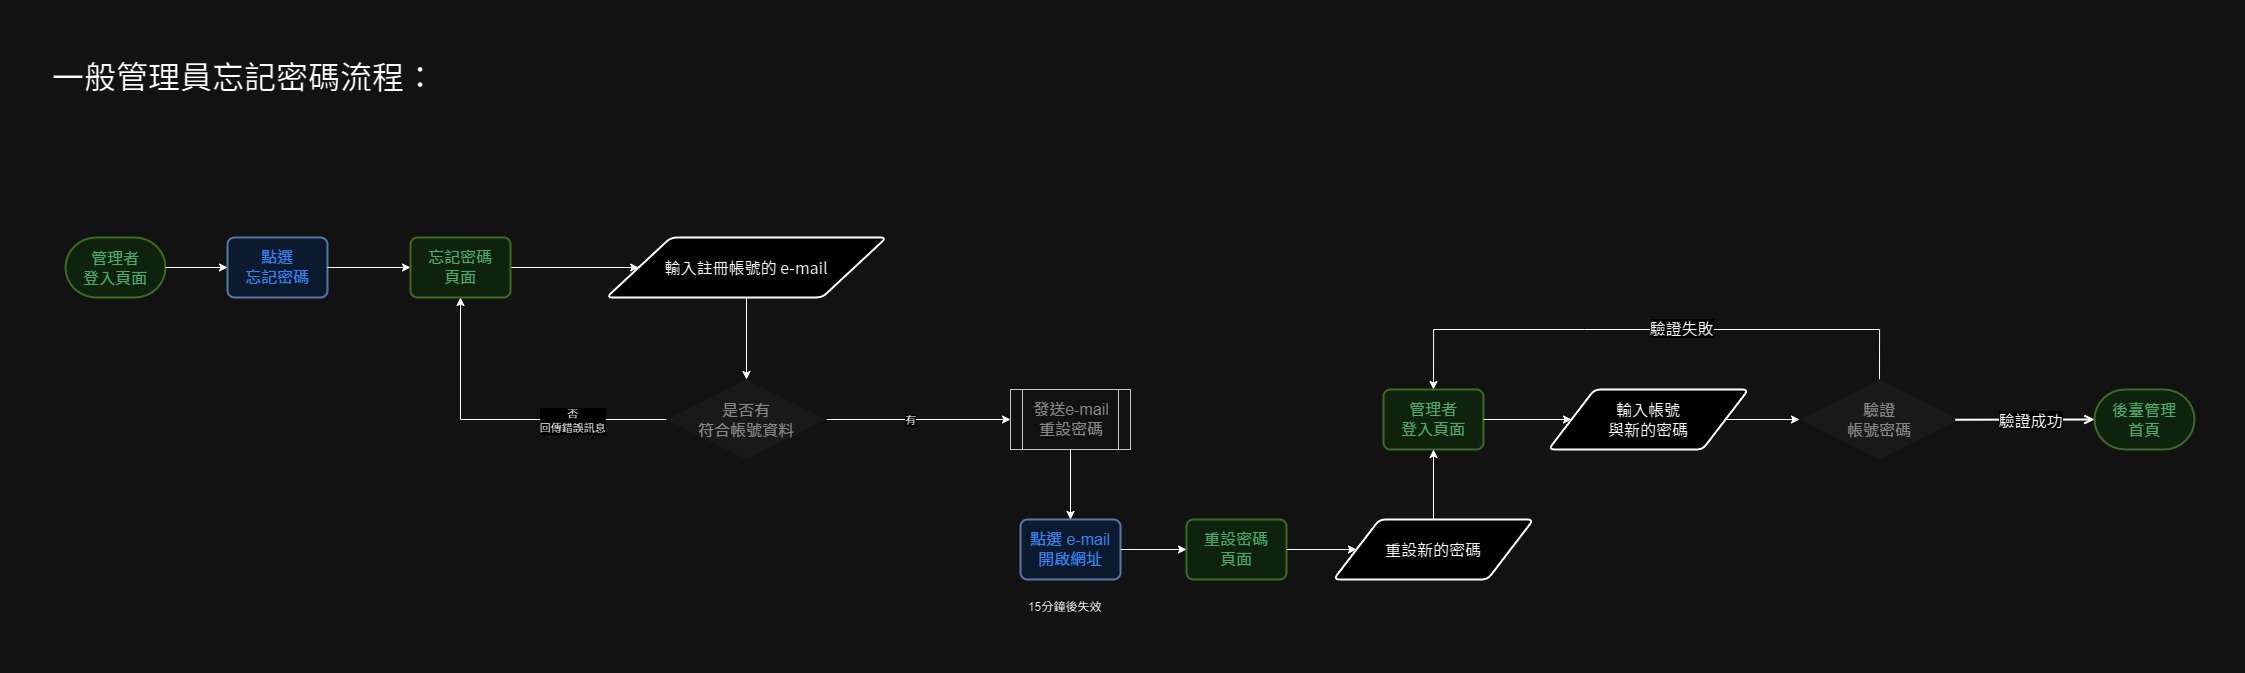 一般管理員忘記密碼流程：
管理者
登入頁面
點選
忘記密碼
忘記密碼
頁面
輸入註冊帳號的 e-mail
是否有
符合帳號資料
否
回傳錯誤訊息
有
發送e-mail
重設密碼
點選 e-mail
開啟網址
15分鐘後失效
重設密碼
頁面
重設新的密碼
管理者
登入頁面
輸入帳號
與新的密碼
驗證
帳號密碼
驗證失敗
驗證成功
後臺管理
首頁